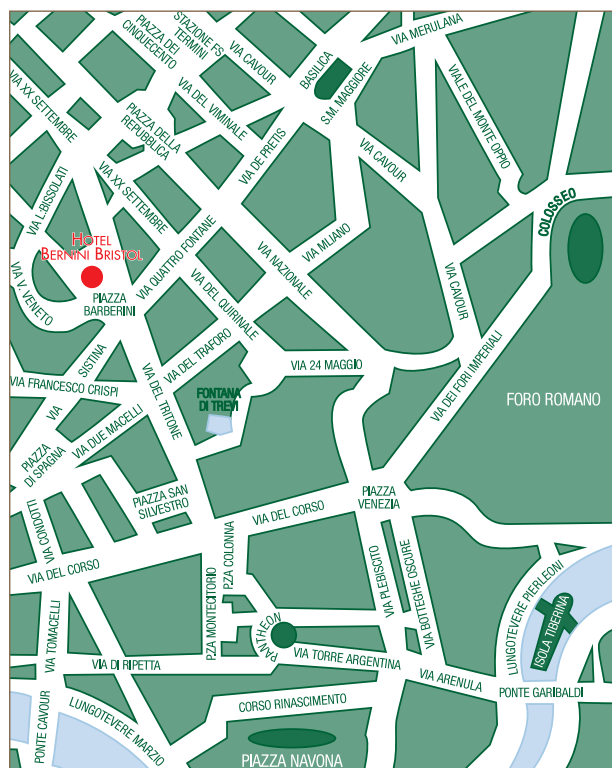 PIAZZA DEI
CINQUECENTO
STAZIONE FS
TERMINI
VIA CAVOUR
BASILICA
S.M. MAGGIORE
VIA MERULANA
VIALE DEL MONTE OPPIO
VIA XX SETTEMBRE
PIAZZA DELLA
REPUBBLICA
VIA DEL VIMINALE
VIA DE PRETIS
VIA CAVOUR
VIA L.BISSOLATI
VIA XX SETTEMBRE
COLOSSEO
HOTEL
BERNINI BRISTOL
VIA QUATTRO FONTANE
VIA NAZIONALE
VIA MLIANO
VIA V. VENETO
PIAZZA
BARBERINI
VIA DEL QUIRINALE
VIA CAVOUR
VIA SISTINA
VIA DEL TRAFORO
VIA 24 MAGGIO
VIA DEI FORI IMPERIALI
VIA FRANCESCO CRISPI
VIA DEL TRITONE
FONTANA
DI TREVI
FORO ROMANO
PIAZZA
DI SPAGNA
VIA DUE MACELLI
PIAZZA SAN
SILVESTRO
PIAZZA
VENEZIA
VIA CONDOTTI
VIA DEL CORSO
VIA DEL CORSO
P.ZA COLONNA
P.ZA MONTECITORIO
VIA PLEBISCITO
VIA BOTTEGHE OSCURE
LUNGOTEVERE PIERLEONI
ISOLA TIBERINA
VIA TOMACELLI
PANTHEON
VIA DI RIPETTA
VIA TORRE ARGENTINA
VIA ARENULA
PONTE GARIBALDI
PONTE CAVOUR
LUNGOTEVERE MARZIO
CORSO RINASCIMENTO
PIAZZA NAVONA